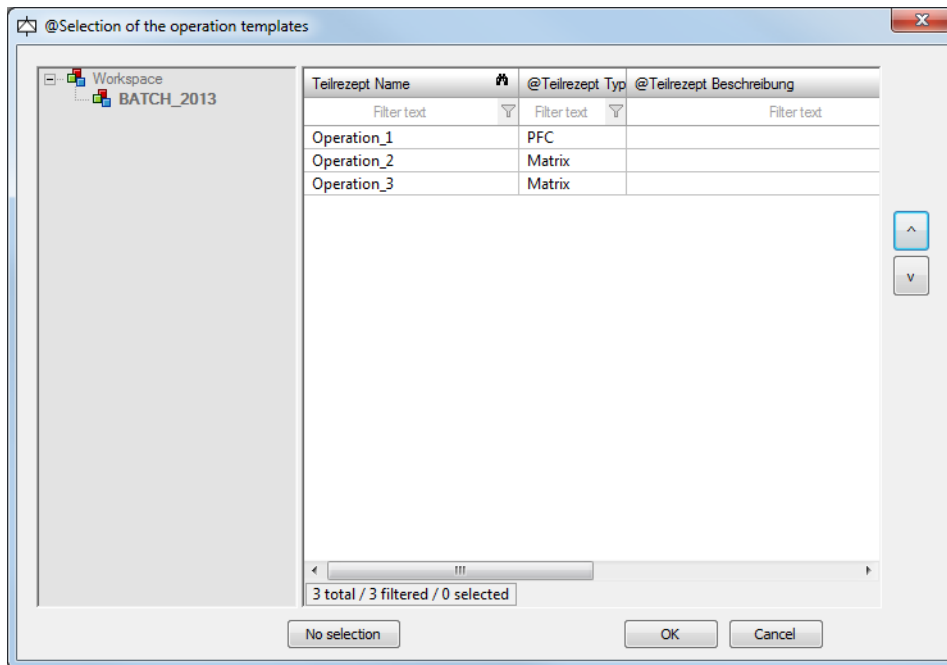 @Selection of the operation templates
Workspace
BATCH_2013
Teilrezept Name @Teilrezept Typ @Teilrezept Beschreibung
Filter text Filter text Filter text
Operation_1 PFC
Operation_2 Matrix
Operation_3 Matrix
^
v
3 total / 3 filtered / 0 selected
No selection OK Cancel